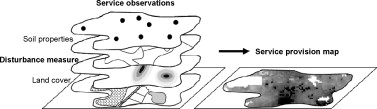 Service observations
Soil properties
Disturbance measure
Land cover
Service provision map